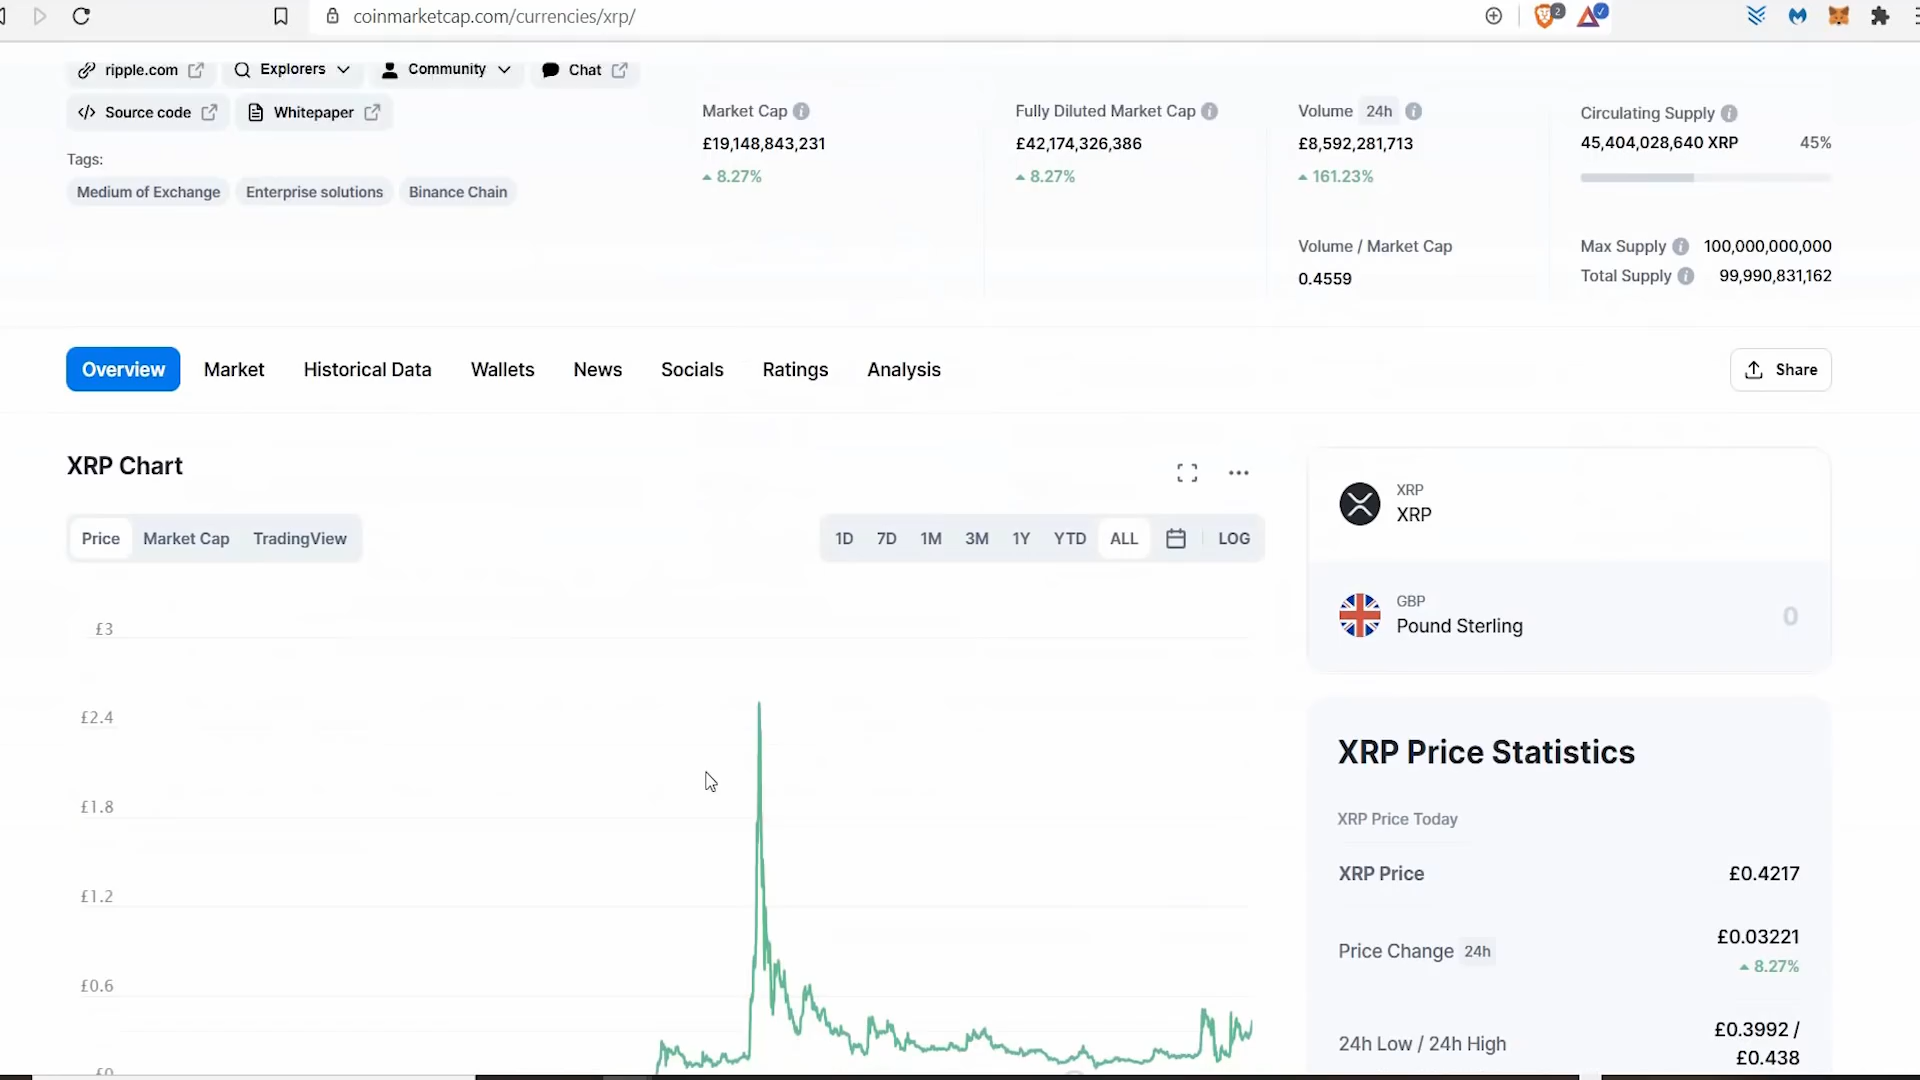 coinmarketcap.com/currencies/xrp/
2
ripple.com Explorers Community Chat
Source code Whitepaper
Tags:
Medium of Exchange Enterprise solutions Binance Chain
Market Cap
£19,148,843,231
8.27%
Fully Diluted Market Cap
£42,174,326,386
8.27%
Volume 24h
£8,592,281,713
161.23%
Volume / Market Cap
0.4559
Circulating Supply
45,404,028,640 XRP 45%
Max Supply 100,000,000,000
Total Supply 99,990,831,162
Overview Market Historical Data Wallets News Socials Ratings Analysis Share
XRP Chart
Price Market Cap TradingView 1D 7D 1M 3M 1Y YTD ALL LOG
£3
£2.4
£1.8
£1.2
£0.6
£0
XRP
XRP
GBP
Pound Sterling 0
XRP Price Statistics
XRP Price Today
XRP Price £0.4217
Price Change 24h £0.03221
8.27%
24h Low / 24h High £0.3992 /
£0.438